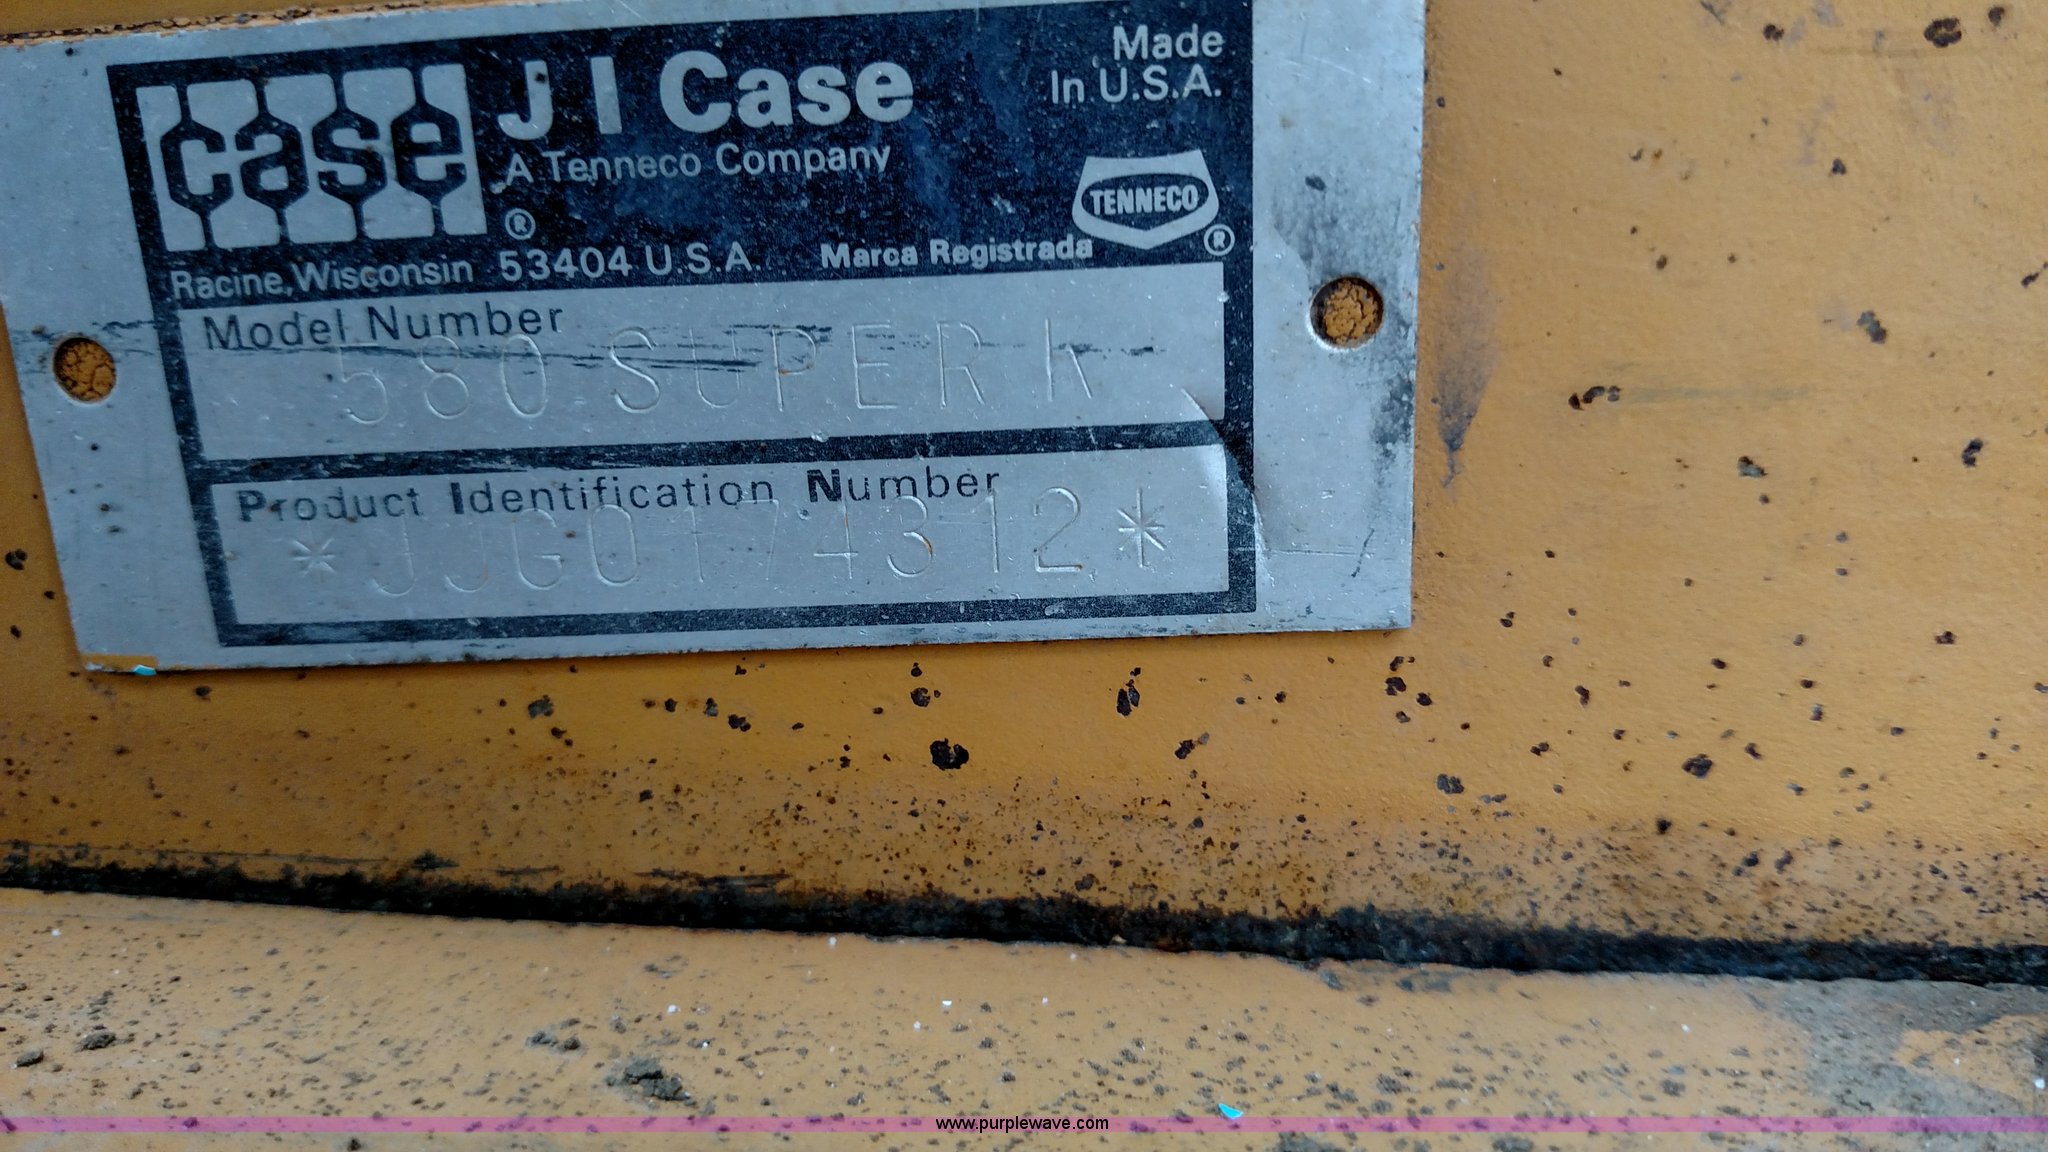 case
J I Case
A Tenneco Company
®
Made
In U.S.A.
TENNECO
®
Racine, Wisconsin 53404 U.S.A. Marca Registrada
Model Number
580 SUPER K
Product Identification Number
*JJG0174312*
www.purplewave.com